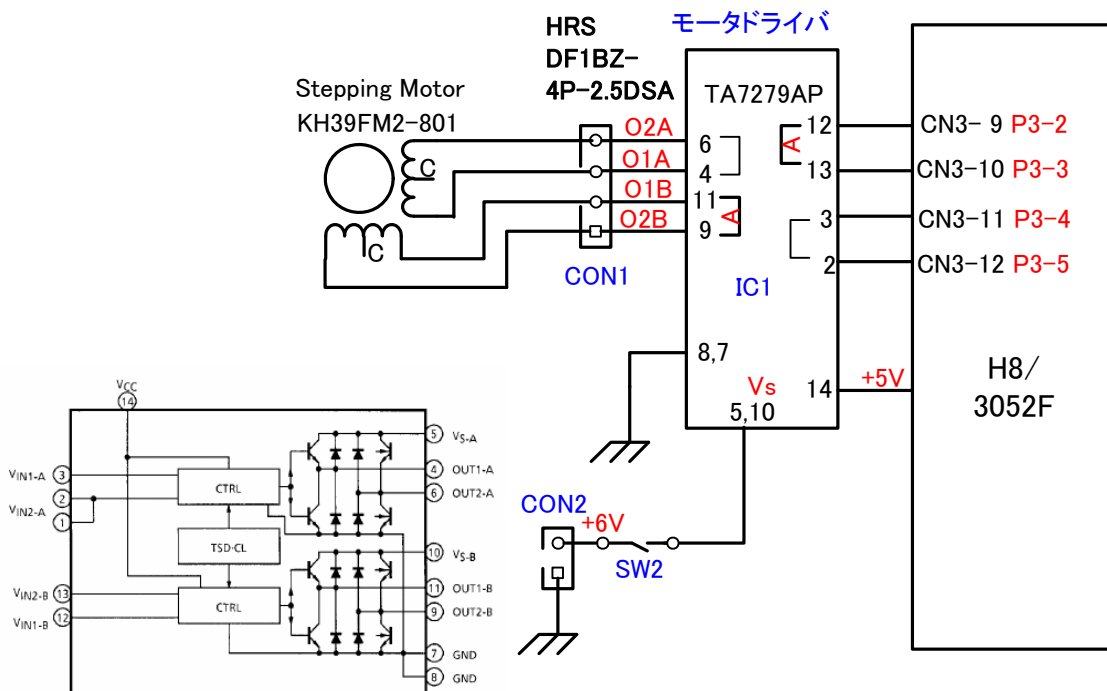 モータドライバ
HRS
DF1BZ-
4P-2.5DSA
Stepping Motor
KH39FM2-801
TA7279AP
O2A
O1A
O1B
O2B
C
C
CON1
6
4
11
9
A
12
A
13
3
2
IC1
8,7
Vs
5,10
14
+5V
CN3- 9 P3-2
CN3-10 P3-3
CN3-11 P3-4
CN3-12 P3-5
H8/
3052F
CON2
+6V
SW2
VCC
14
VIN1-A 3
2
VIN2-A
1
VIN2-B 13
VIN1-B 12
CTRL
TSD·CL
CTRL
5 VS-A
4 OUT1-A
6 OUT2-A
10 VS-B
11 OUT1-B
9 OUT2-B
7 GND
8 GND